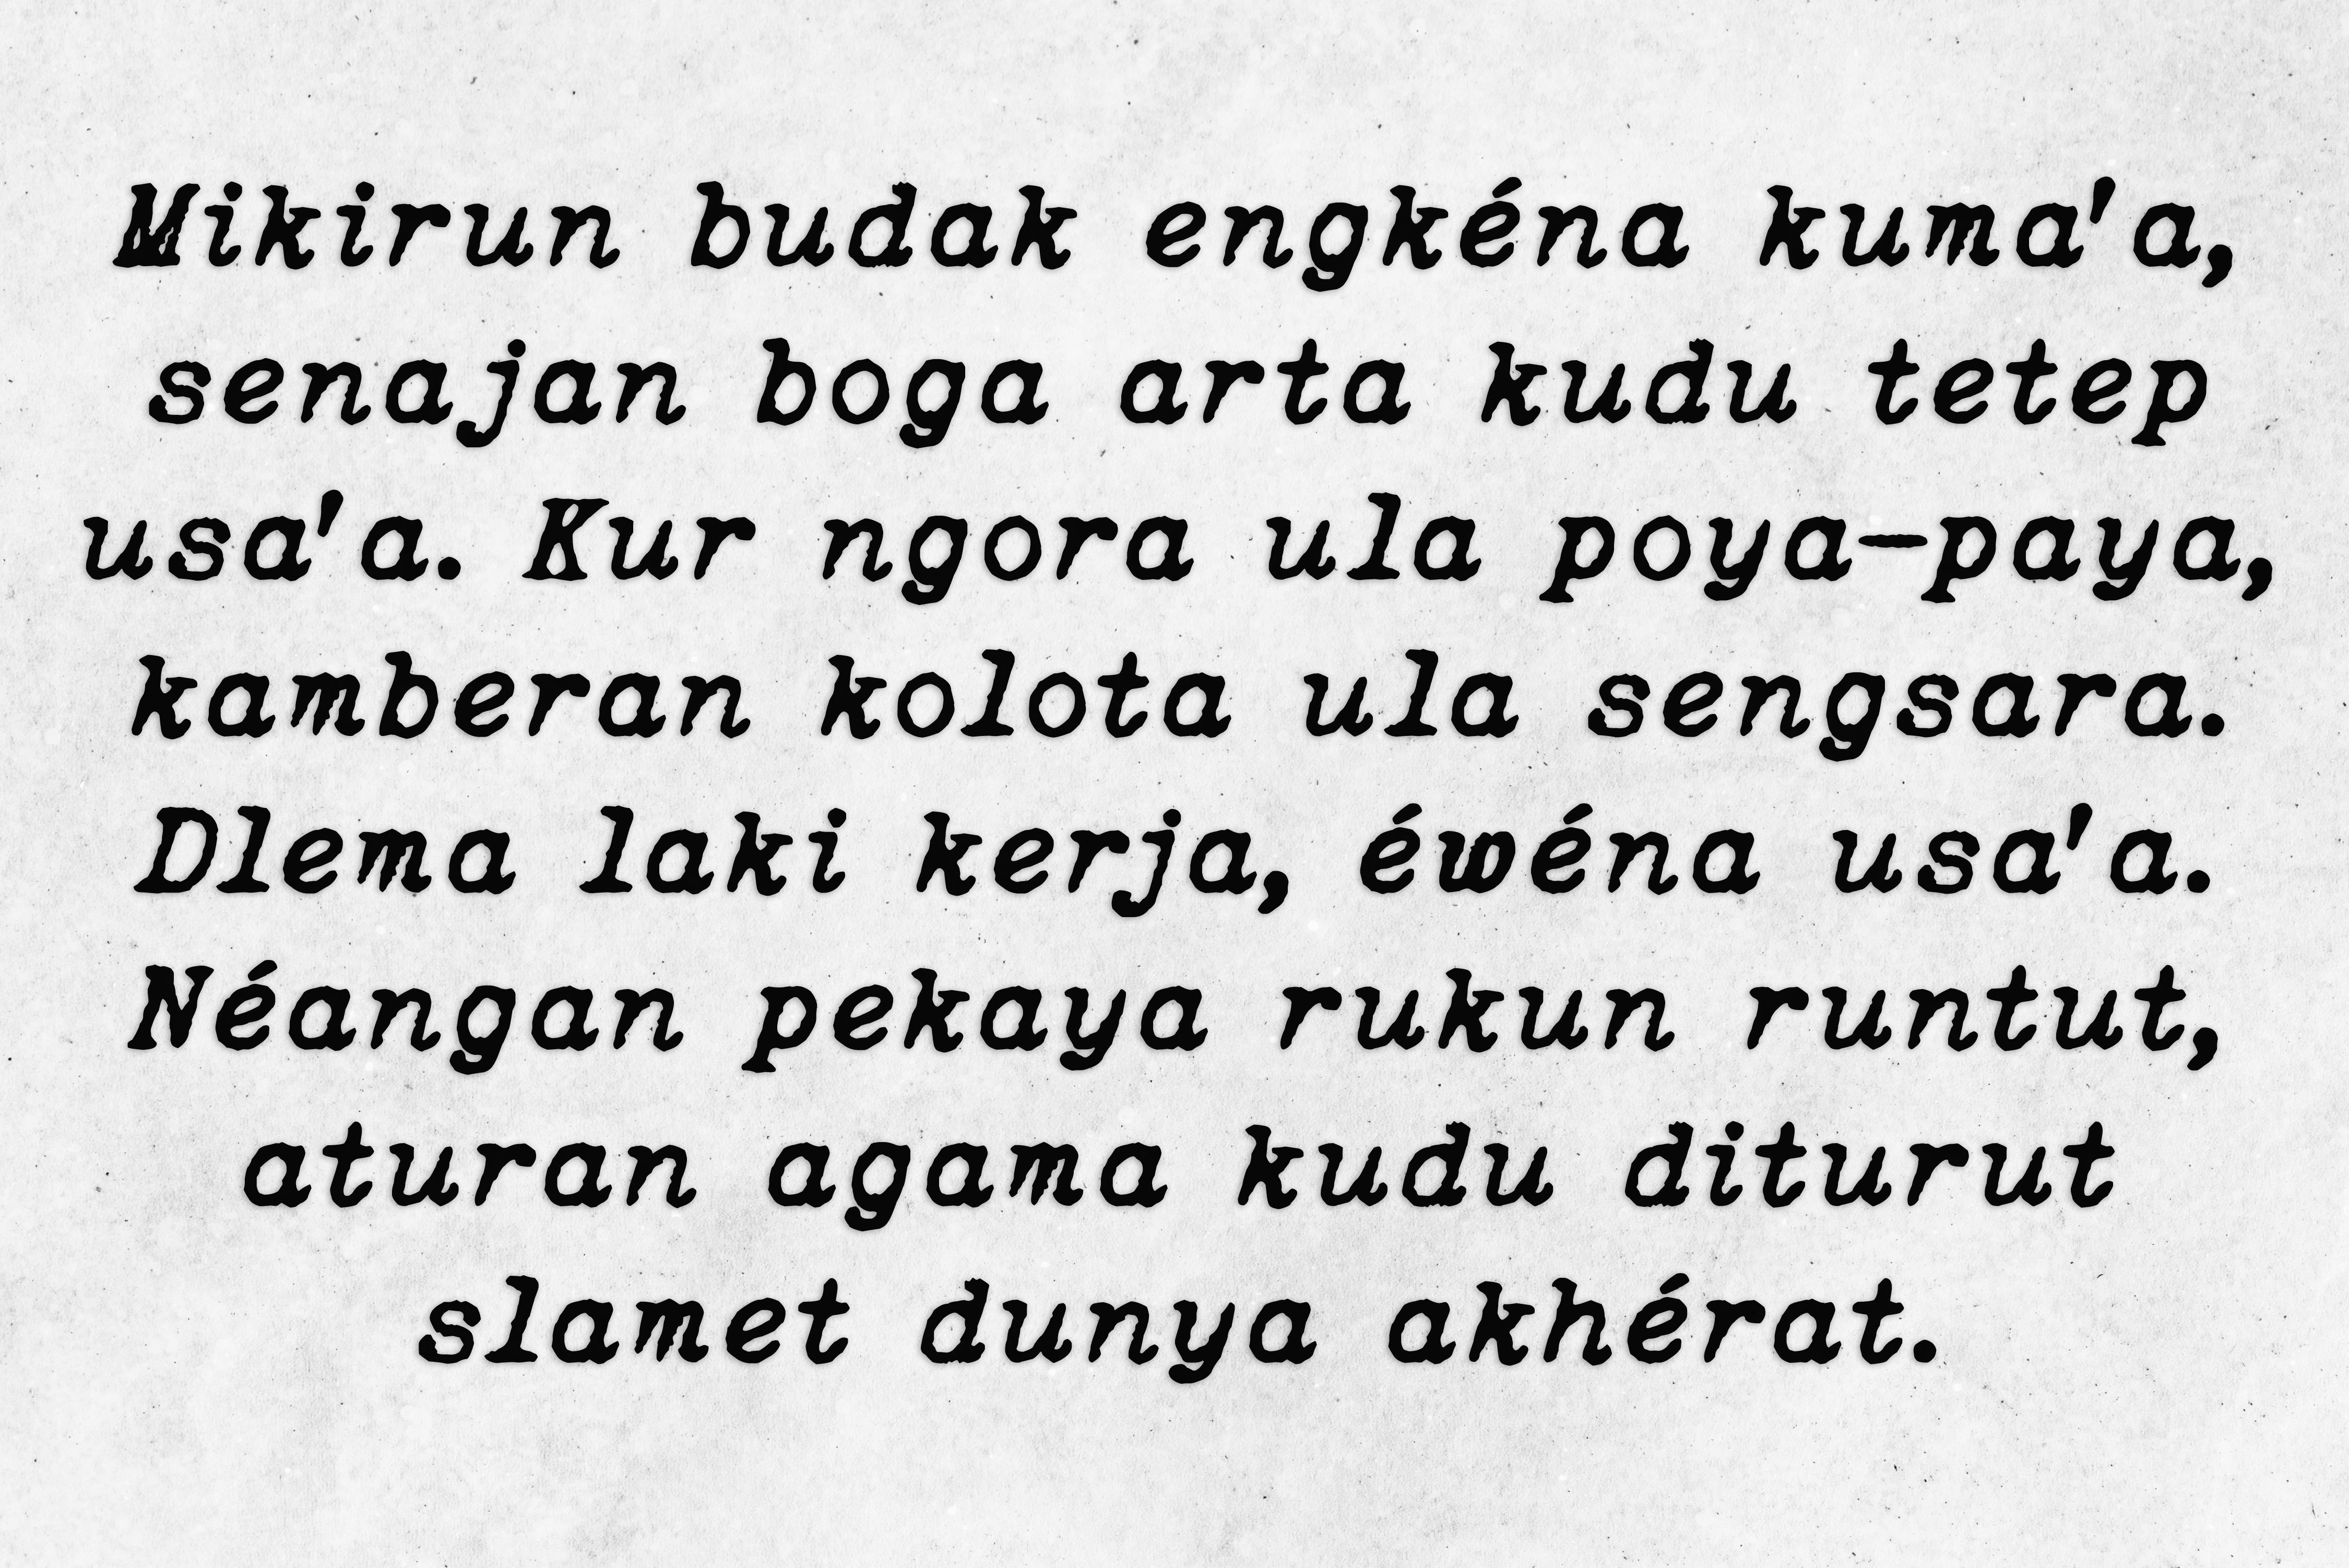 Mikirun budak engkéna kuma'a,
senajan boga arta kudu tetep
usa'a. Kur ngora ula poya-paya,
kamberan kolota ula sengsara.
Dlema laki kerja, éwéna usa'a.
Néangan pekaya rukun runtut,
aturan agama kudu diturut
slamet dunya akhérat.